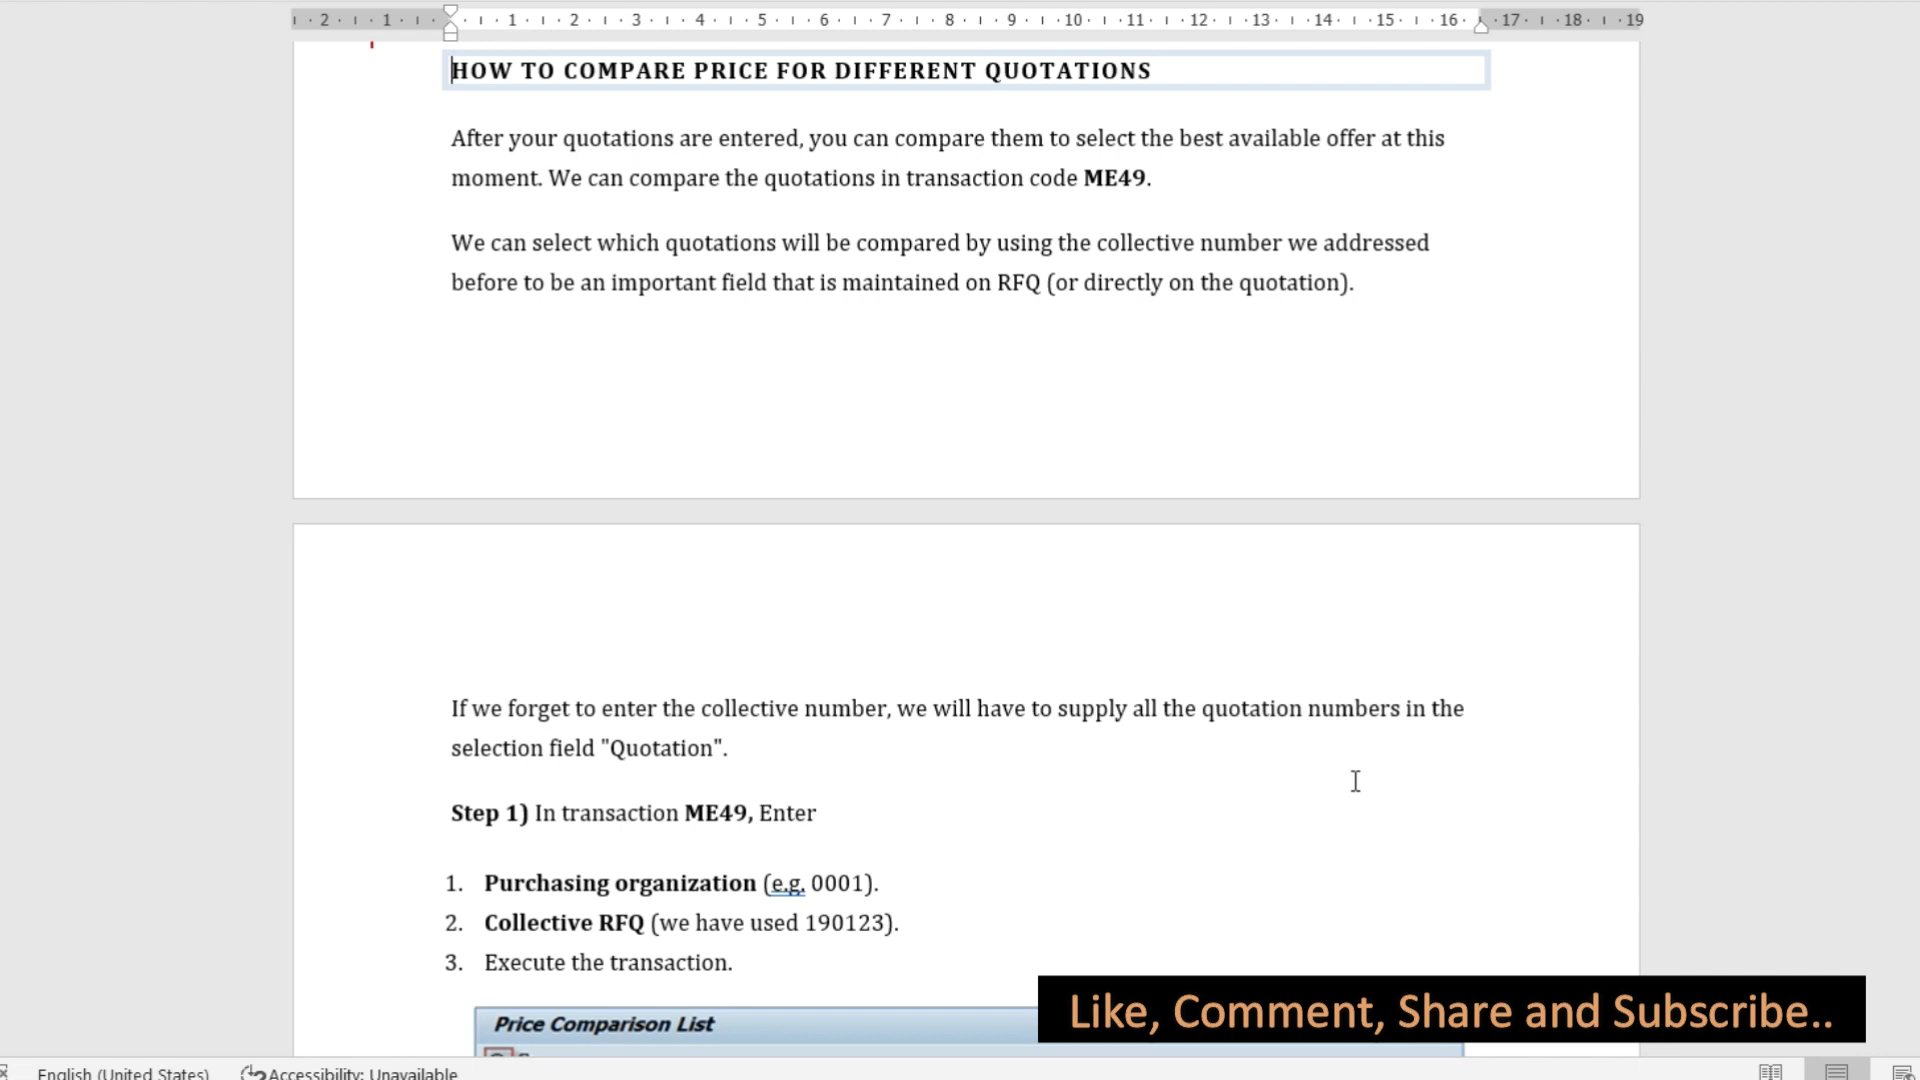 2 1 1 2 3 4 5 6 7 8 9 10 11 12 13 14 15 16 17 18 19
HOW TO COMPARE PRICE FOR DIFFERENT QUOTATIONS
After your quotations are entered, you can compare them to select the best available offer at this
moment. We can compare the quotations in transaction code ME49.
We can select which quotations will be compared by using the collective number we addressed
before to be an important field that is maintained on RFQ (or directly on the quotation).
If we forget to enter the collective number, we will have to supply all the quotation numbers in the
selection field "Quotation".
Step 1) In transaction ME49, Enter
1. Purchasing organization (e.g. 0001).
2. Collective RFQ (we have used 190123).
3. Execute the transaction.
Price Comparison List
Like, Comment, Share and Subscribe..
English (United States) Accessibility: Unavailable